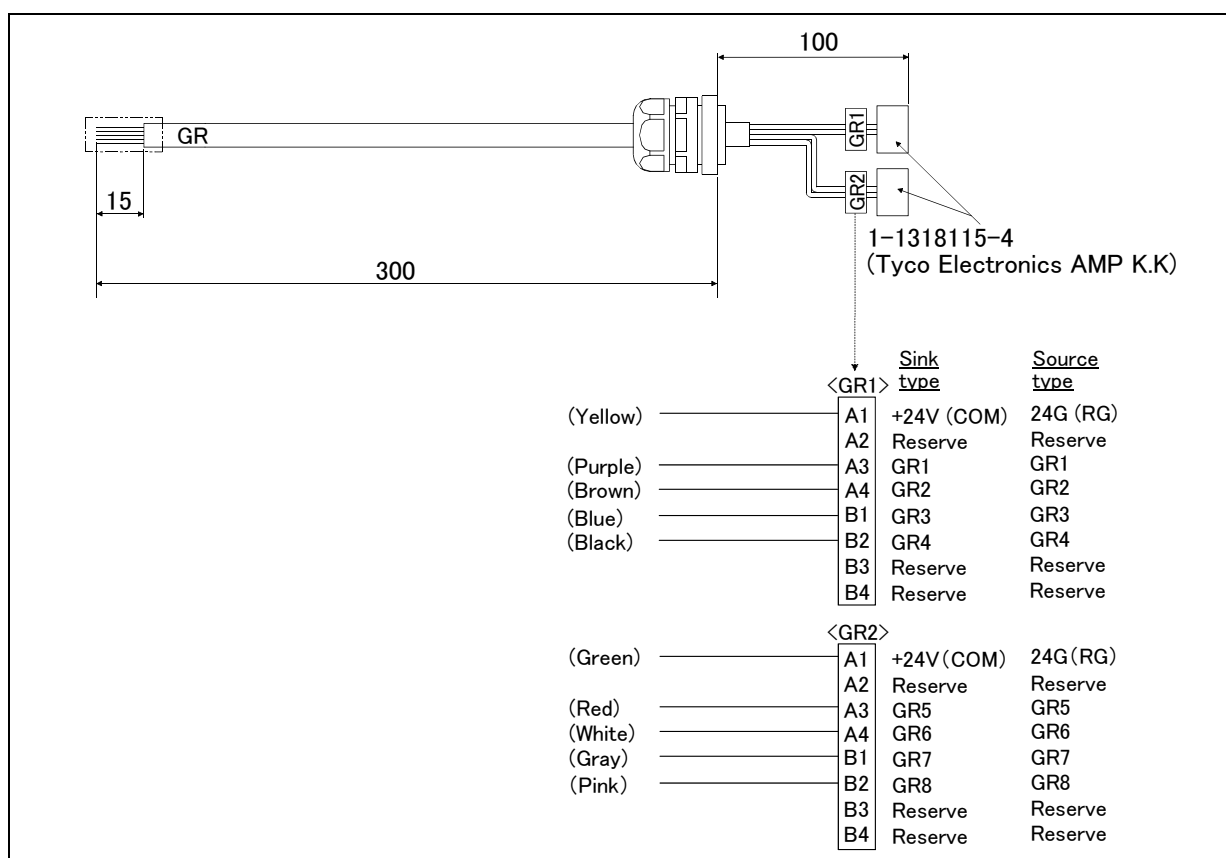 100
GR
GR1
GR2
15
300
1-1318115-4
(Tyco Electronics AMP K.K)
Sink type
Source type
<GR1>
(Yellow) A1 +24V (COM) 24G (RG)
A2 Reserve Reserve
(Purple) A3 GR1 GR1
(Brown) A4 GR2 GR2
(Blue) B1 GR3 GR3
(Black) B2 GR4 GR4
B3 Reserve Reserve
B4 Reserve Reserve
<GR2>
(Green) A1 +24V (COM) 24G (RG)
A2 Reserve Reserve
(Red) A3 GR5 GR5
(White) A4 GR6 GR6
(Gray) B1 GR7 GR7
(Pink) B2 GR8 GR8
B3 Reserve Reserve
B4 Reserve Reserve